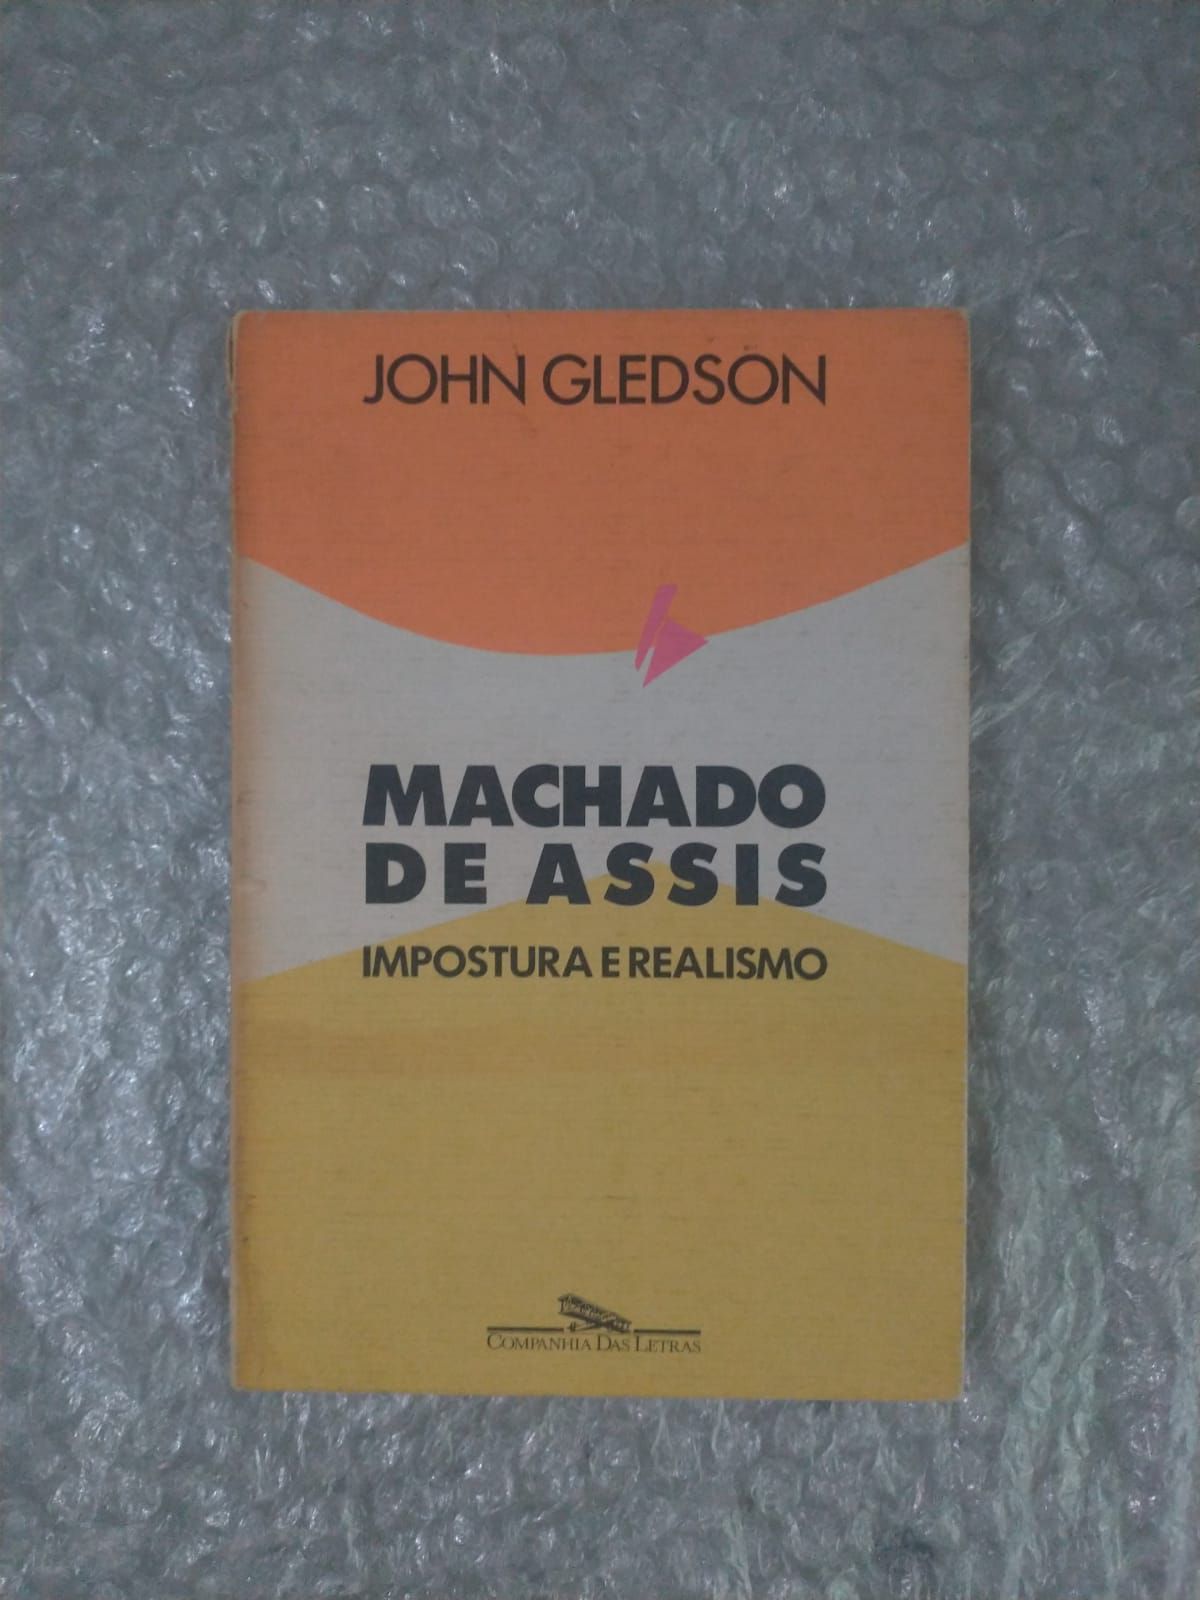 JOHN GLEDSON
MACHADO
DE ASSIS
IMPOSTURA E REALISMO
COMPANHIA DAS LETRAS